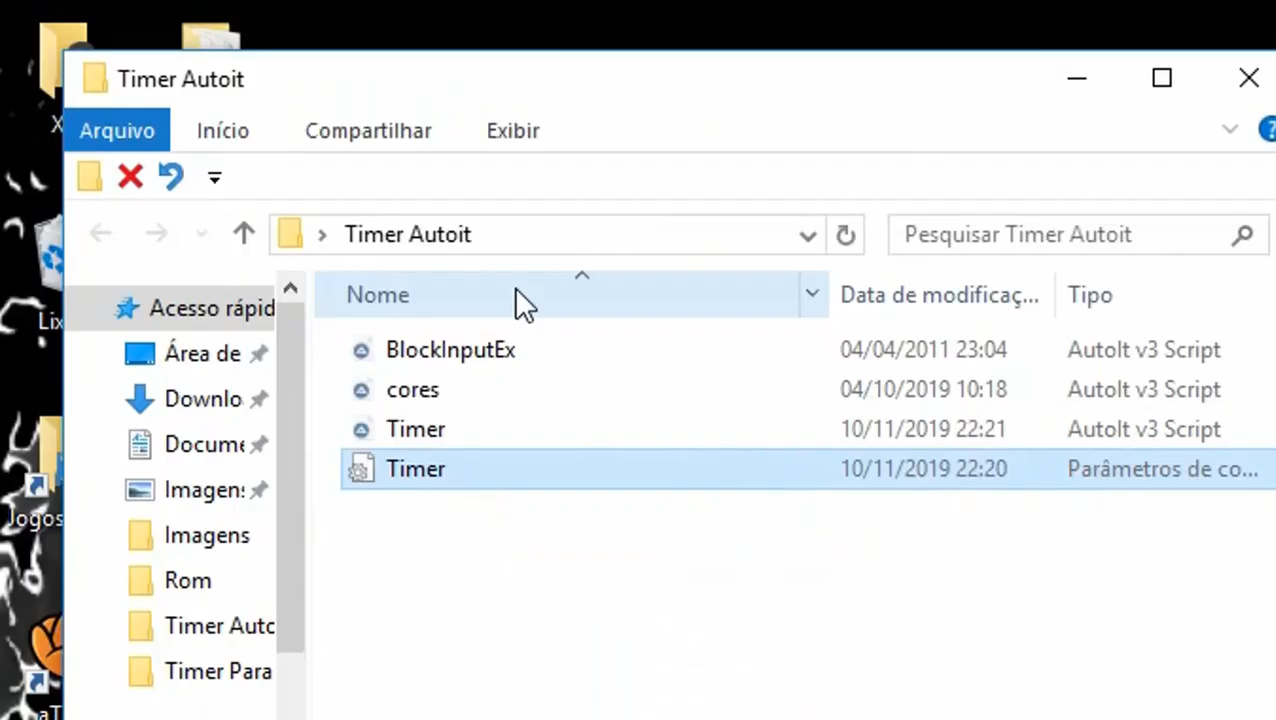 Timer Autoit
Arquivo Início Compartilhar Exibir
Timer Autoit Pesquisar Timer Autoit
Nome Data de modificaç... Tipo
Acesso rápid
BlockInputEx 04/04/2011 23:04 AutoIt v3 Script
Área de
cores 04/10/2019 10:18 AutoIt v3 Script
Downlo
Timer 10/11/2019 22:21 AutoIt v3 Script
Docume
Timer 10/11/2019 22:20 Parâmetros de co...
Imagens
Imagens
Rom
Timer Auto
Timer Para
X
Lix
Jogos
aT